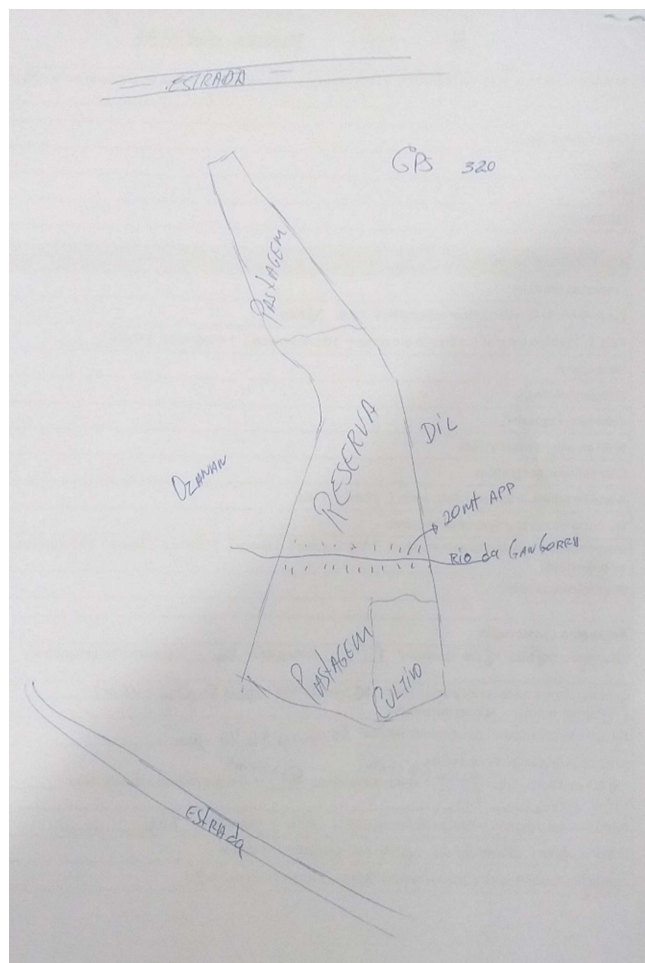 ESTRADA
GPS 320
PASTAGEM
RESERVA
DIL
OZANAN
20mt APP
RIO da GANGORRA
PASTAGEM
CULTIVO
EStRAda